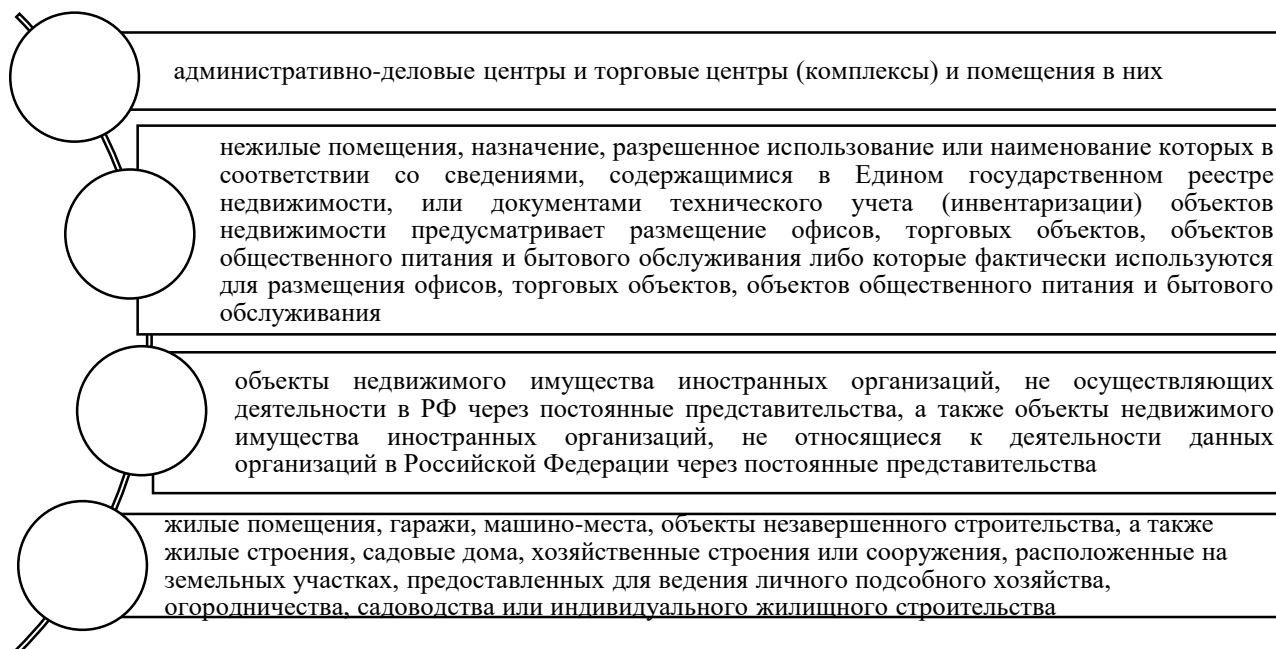 административно-деловые центры и торговые центры (комплексы) и помещения в них
нежилые помещения, назначение, разрешенное использование или наименование которых в
соответствии со сведениями, содержащимися в Едином государственном реестре
недвижимости, или документами технического учета (инвентаризации) объектов
недвижимости предусматривает размещение офисов, торговых объектов, объектов
общественного питания и бытового обслуживания либо которые фактически используются
для размещения офисов, торговых объектов, объектов общественного питания и бытового
обслуживания
объекты недвижимого имущества иностранных организаций, не осуществляющих
деятельности в РФ через постоянные представительства, а также объекты недвижимого
имущества иностранных организаций, не относящиеся к деятельности данных
организаций в Российской Федерации через постоянные представительства
жилые помещения, гаражи, машино-места, объекты незавершенного строительства, а также
жилые строения, садовые дома, хозяйственные строения или сооружения, расположенные на
земельных участках, предоставленных для ведения личного подсобного хозяйства,
огородничества, садоводства или индивидуального жилищного строительства